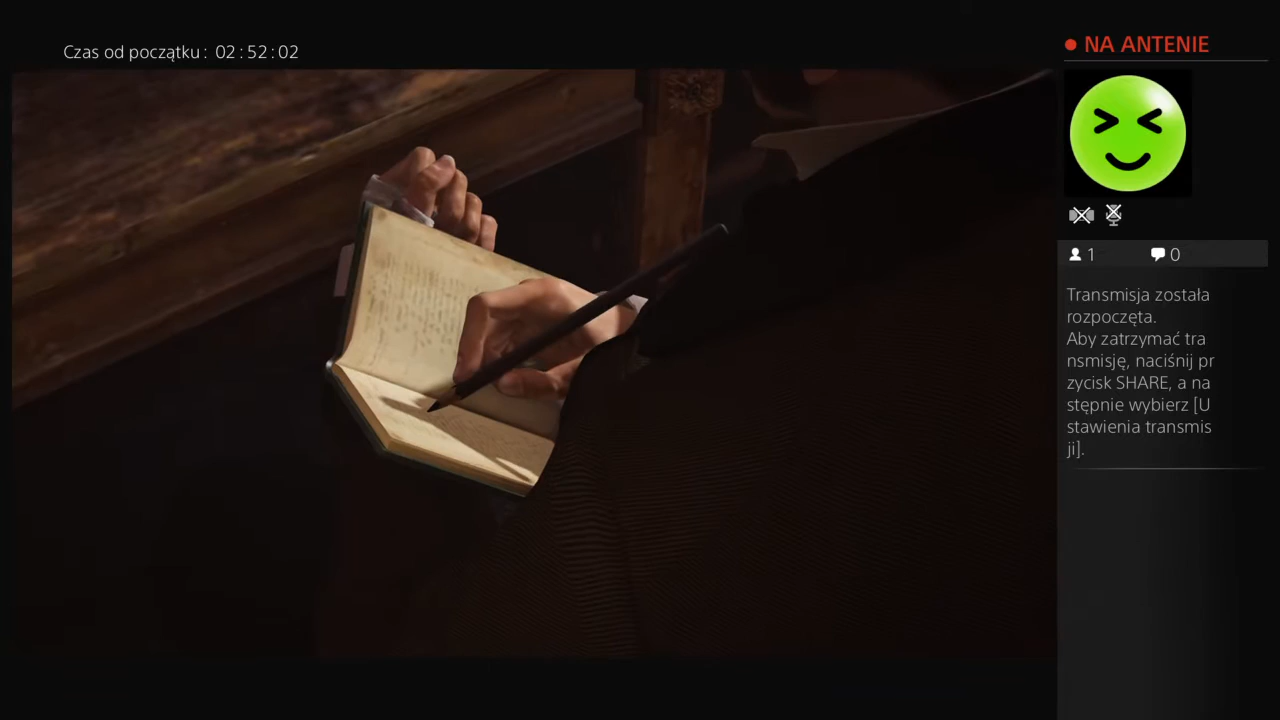 Czas od początku: 02:52:02
NA ANTENIE
1
0
Transmisja została
rozpoczęta.
Aby zatrzymać tra
nsmisję, naciśnij pr
zycisk SHARE, a na
stępnie wybierz [U
stawienia transmis
ji].